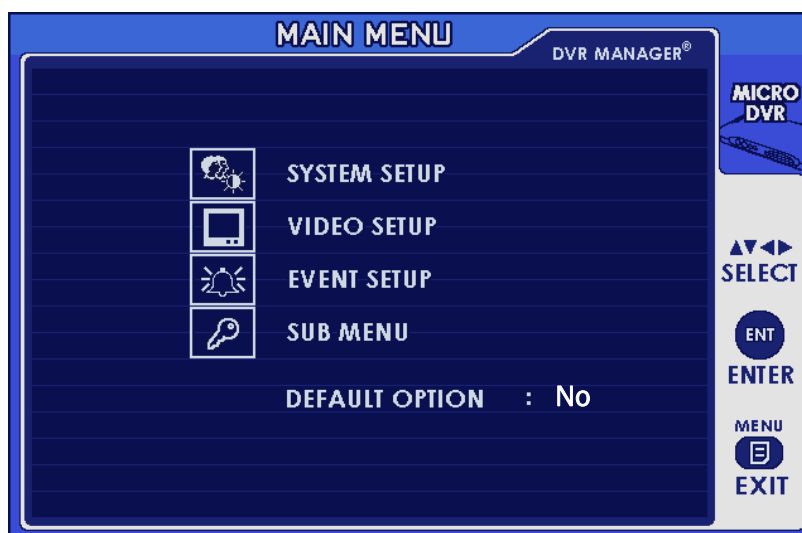 MAIN MENU
DVR MANAGER®
MICRO
DVR
SYSTEM SETUP
VIDEO SETUP
EVENT SETUP
SUB MENU
DEFAULT OPTION : No
▲▼◀▶
SELECT
ENT
ENTER
MENU
EXIT